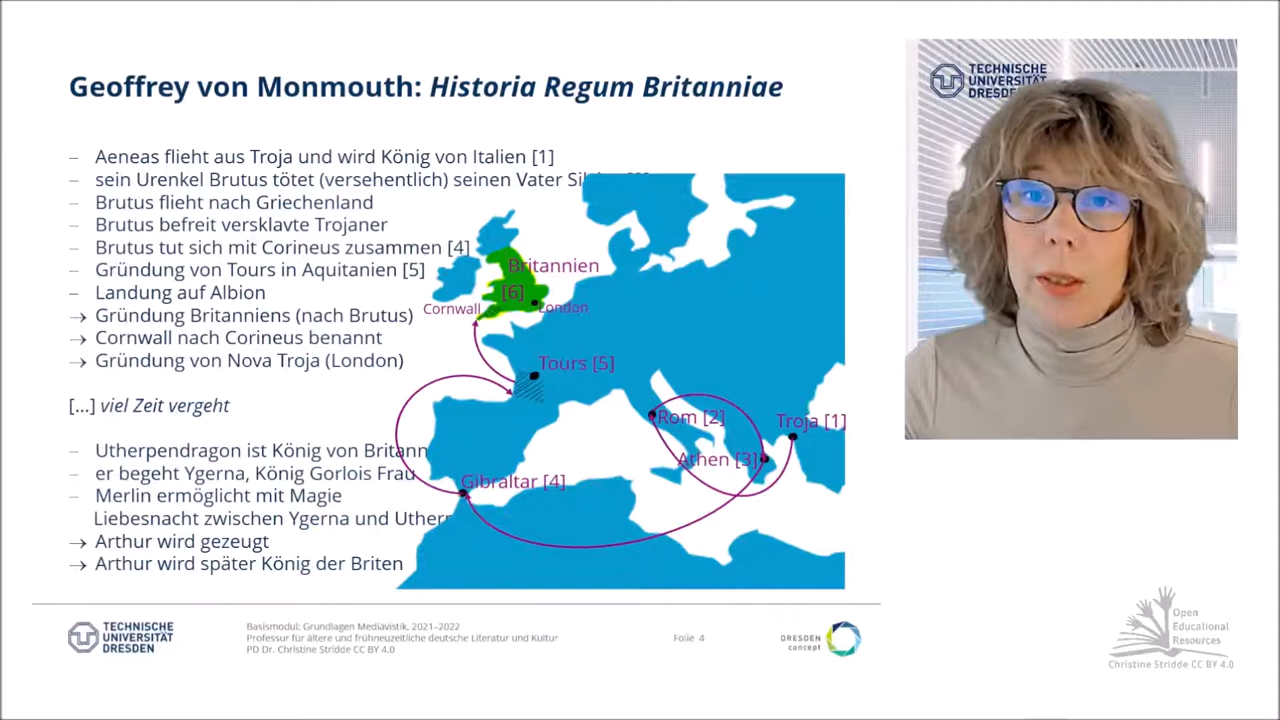 Geoffrey von Monmouth: Historia Regum Britanniae
– Aeneas flieht aus Troja und wird König von Italien [1]
– sein Urenkel Brutus tötet (versehentlich) seinen Vater
– Brutus flieht nach Griechenland
– Brutus befreit versklavte Trojaner
– Brutus tut sich mit Corineus zusammen [4]
– Gründung von Tours in Aquitanien [5]
– Landung auf Albion
→ Gründung Britanniens (nach Brutus)
→ Cornwall nach Corineus benannt
→ Gründung von Nova Troja (London)
[...] viel Zeit vergeht
– Utherpendragon ist König von
– er begeht Ygerna, König Gorlois Frau
– Merlin ermöglicht mit Magie
Liebesnacht zwischen Ygerna und
→ Arthur wird gezeugt
→ Arthur wird später König der Briten
Britannien
[6]
Cornwall
London
Tours [5]
Rom [2]
Troja [1]
Athen [3]
Gibraltar [4]
TECHNISCHE
UNIVERSITÄT
DRESDEN
TECHNISCHE
UNIVERSITÄT
DRESDEN
Basismodul: Grundlagen Mediävistik, 2021–2022
Professur für ältere und frühneuzeitliche deutsche Literatur und Kultur
PD Dr. Christine Stridde CC BY 4.0
Folie 4
DRESDEN
concept
Open
Educational
Resources
Christine Stridde CC BY 4.0